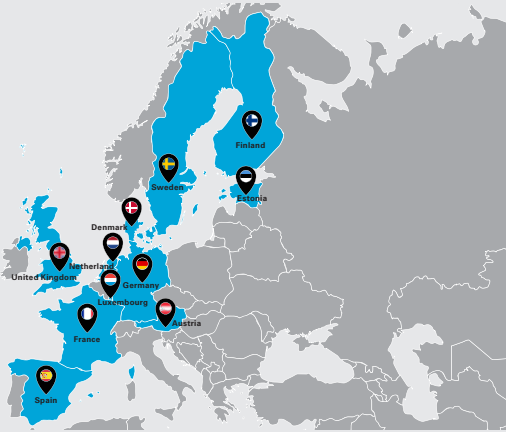 Finland
Sweden
Estonia
Denmark
Netherland
United Kingdom
Germany
Luxembourg
Austria
France
Spain